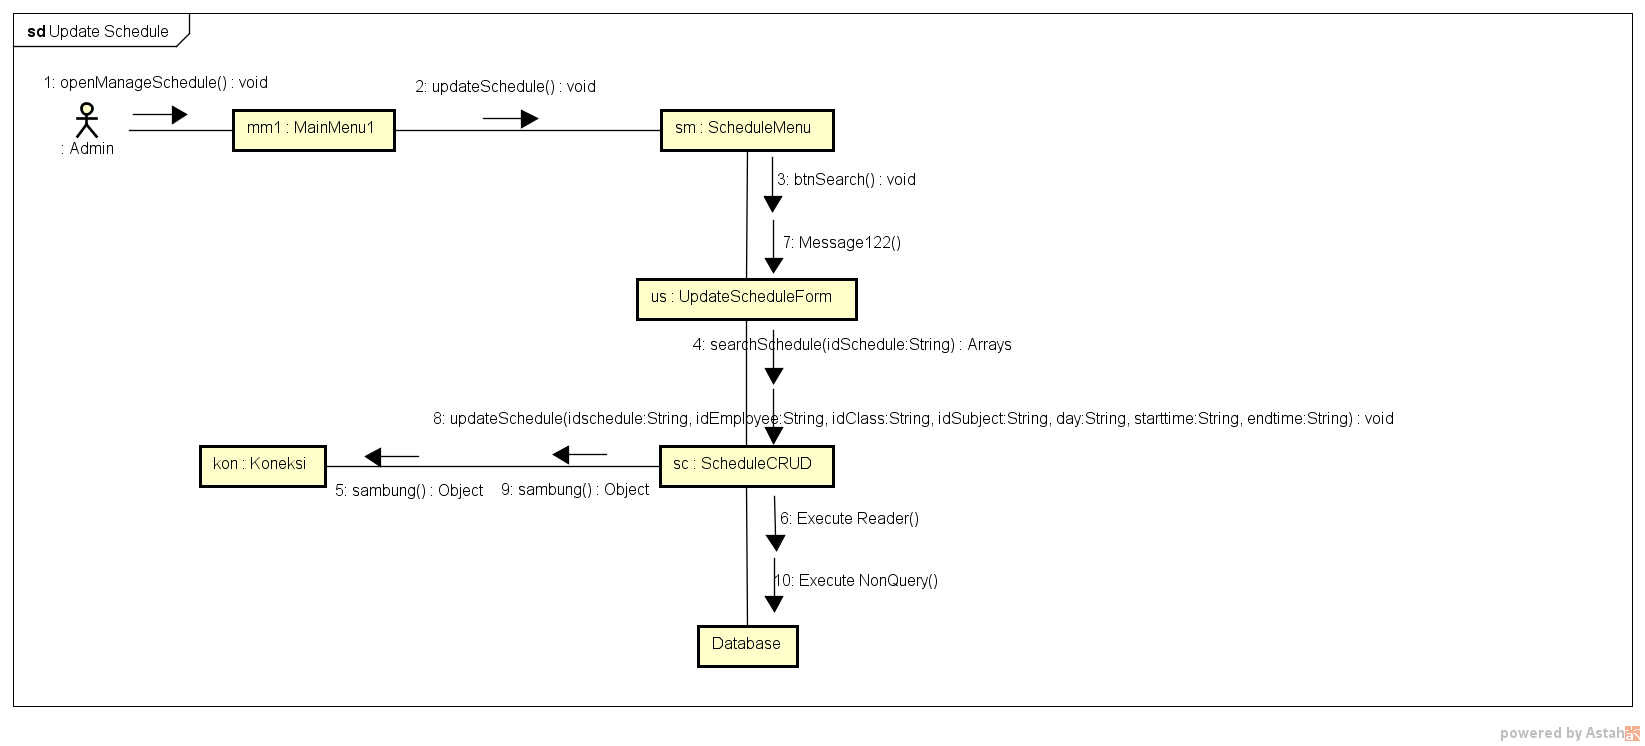 sd Update Schedule
1: openManageSchedule() : void
2: updateSchedule() : void
mm1 : MainMenu1
sm : ScheduleMenu
: Admin
3: btnSearch() : void
7: Message122()
us : UpdateScheduleForm
4: searchSchedule(idSchedule:String) : Arrays
8: updateSchedule(idschedule:String, idEmployee:String, idClass:String, idSubject:String, day:String, starttime:String, endtime:String) : void
kon : Koneksi
sc : ScheduleCRUD
5: sambung() : Object
9: sambung() : Object
6: Execute Reader()
10: Execute NonQuery()
Database
powered by Astah